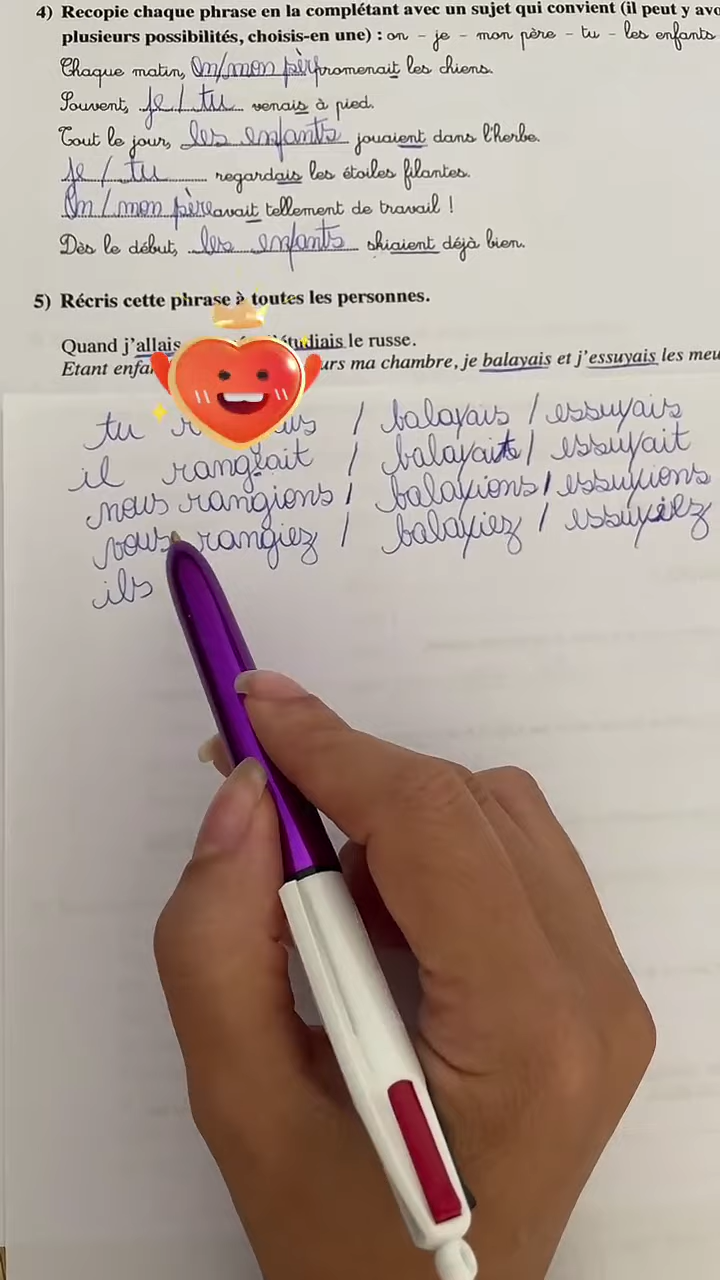 4) Recopie chaque phrase en la complétant avec un sujet qui convient (il peut y avo
plusieurs possibilités, choisis-en une) : on - je - mon père - tu - les enfants
Chaque matin, On/mon père promenait les chiens.
Souvent, je / tu venais à pied.
Tout le jour, les enfants jouaient dans l'herbe.
je / tu regardais les étoiles filantes.
On / mon père avait tellement de travail !
Dès le début, les enfants skiaient déjà bien.
5) Récris cette phrase à toutes les personnes.
Quand j'allais étudiais le russe.
Etant enfa urs ma chambre, je balayais et j'essuyais les meu
tu / balayais / essuyais
il rangeait / balayait / essuyait
nous rangions / balayions / essuyions
vous rangiez / balayiez / essuyiez
ils